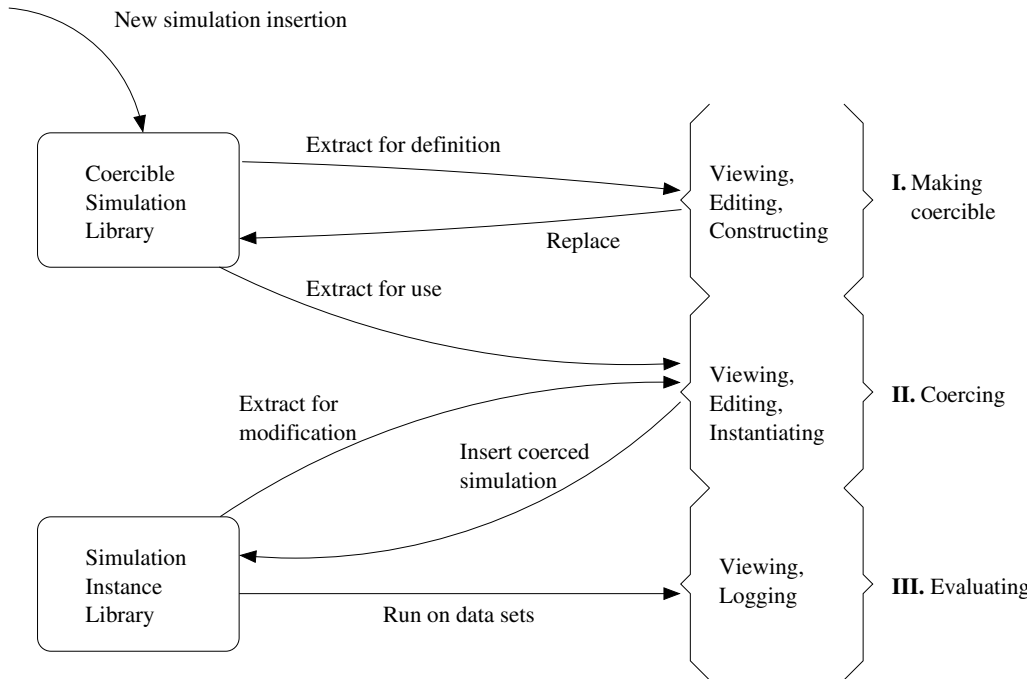 New simulation insertion
Extract for definition
Coercible
Simulation
Library
Viewing,
Editing,
Constructing
I. Making
coercible
Replace
Extract for use
Viewing,
Editing,
Instantiating
II. Coercing
Extract for
modification
Insert coerced
simulation
Simulation
Instance
Library
Viewing,
Logging
III. Evaluating
Run on data sets